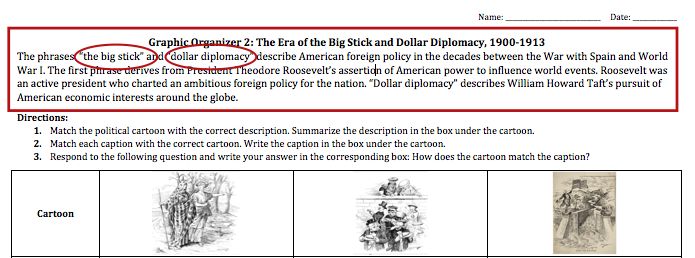 Name: ______________________ Date: __________
Graphic Organizer 2: The Era of the Big Stick and Dollar Diplomacy, 1900-1913
The phrases "the big stick" and "dollar diplomacy" describe American foreign policy in the decades between the War with Spain and World
War I. The first phrase derives from President Theodore Roosevelt's assertion of American power to influence world events. Roosevelt was
an active president who charted an ambitious foreign policy for the nation. "Dollar diplomacy" describes William Howard Taft's pursuit of
American economic interests around the globe.
Directions:
1. Match the political cartoon with the correct description. Summarize the description in the box under the cartoon.
2. Match each caption with the correct cartoon. Write the caption in the box under the cartoon.
3. Respond to the following question and write your answer in the corresponding box: How does the cartoon match the caption?
Cartoon